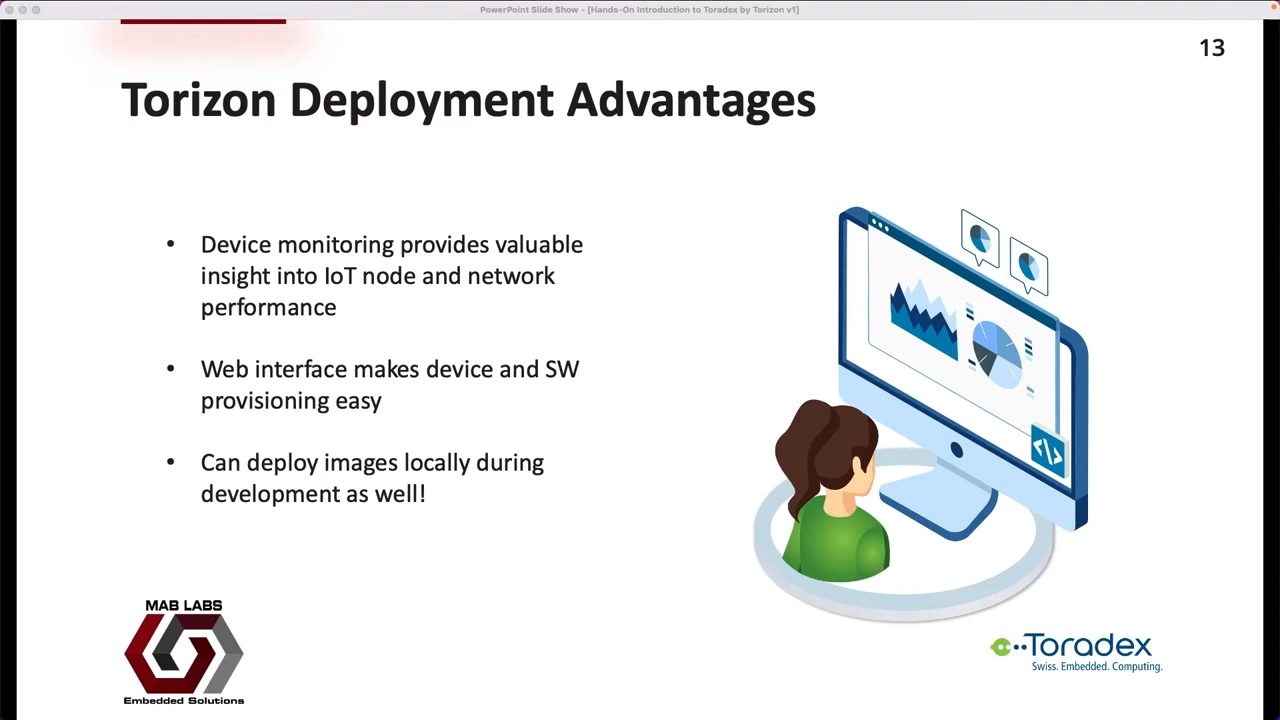 PowerPoint Slide Show - [Hands-On Introduction to Toradex by Torizon v1]
13
Torizon Deployment Advantages
• Device monitoring provides valuable
insight into IoT node and network
performance
• Web interface makes device and SW
provisioning easy
• Can deploy images locally during
development as well!
</>
MAB LABS
Embedded Solutions
Toradex
Swiss. Embedded. Computing.